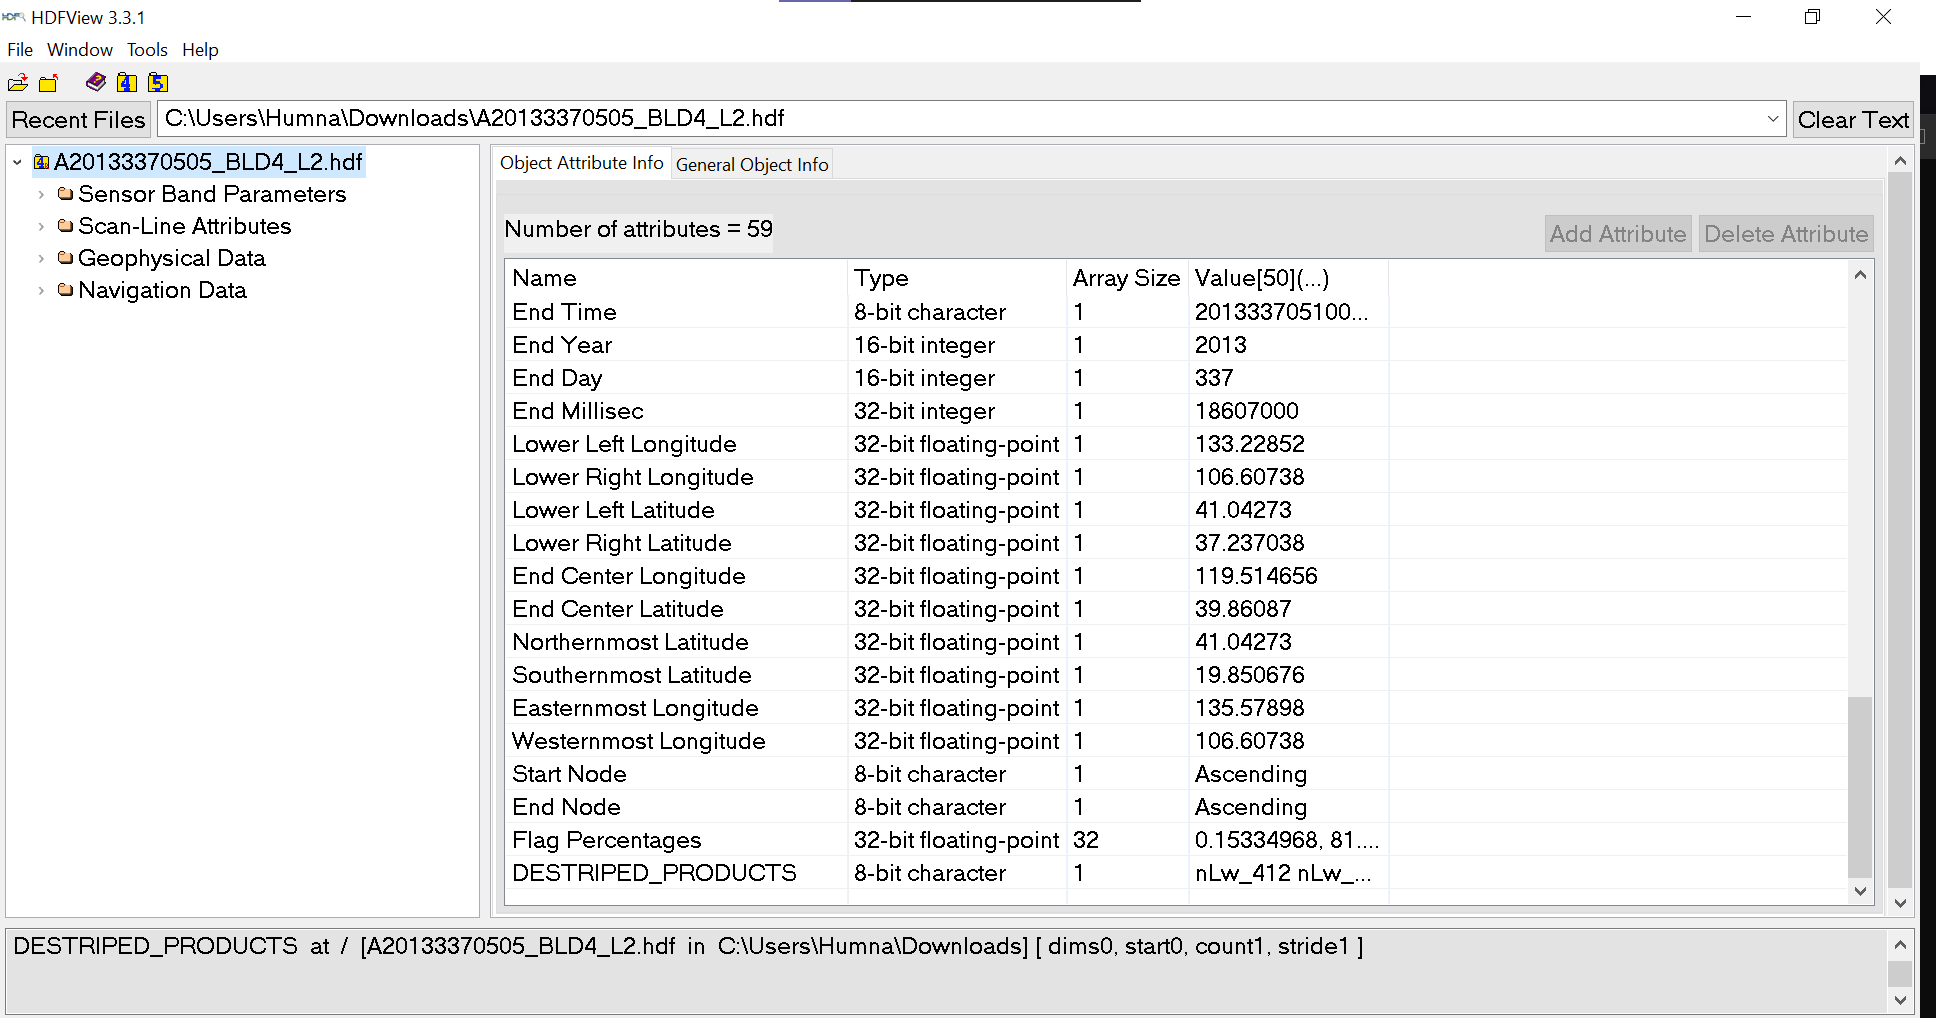 HDFView 3.3.1
File Window Tools Help
Recent Files C:\Users\Humna\Downloads\A20133370505_BLD4_L2.hdf Clear Text
A20133370505_BLD4_L2.hdf
Sensor Band Parameters
Scan-Line Attributes
Geophysical Data
Navigation Data
Object Attribute Info General Object Info
Number of attributes = 59 Add Attribute Delete Attribute
Name Type Array Size Value[50](...)
End Time 8-bit character 1 201333705100...
End Year 16-bit integer 1 2013
End Day 16-bit integer 1 337
End Millisec 32-bit integer 1 18607000
Lower Left Longitude 32-bit floating-point 1 133.22852
Lower Right Longitude 32-bit floating-point 1 106.60738
Lower Left Latitude 32-bit floating-point 1 41.04273
Lower Right Latitude 32-bit floating-point 1 37.237038
End Center Longitude 32-bit floating-point 1 119.514656
End Center Latitude 32-bit floating-point 1 39.86087
Northernmost Latitude 32-bit floating-point 1 41.04273
Southernmost Latitude 32-bit floating-point 1 19.850676
Easternmost Longitude 32-bit floating-point 1 135.57898
Westernmost Longitude 32-bit floating-point 1 106.60738
Start Node 8-bit character 1 Ascending
End Node 8-bit character 1 Ascending
Flag Percentages 32-bit floating-point 32 0.15334968, 81....
DESTRIPED_PRODUCTS 8-bit character 1 nLw_412 nLw_...
DESTRIPED_PRODUCTS at / [A20133370505_BLD4_L2.hdf in C:\Users\Humna\Downloads] [ dims0, start0, count1, stride1 ]